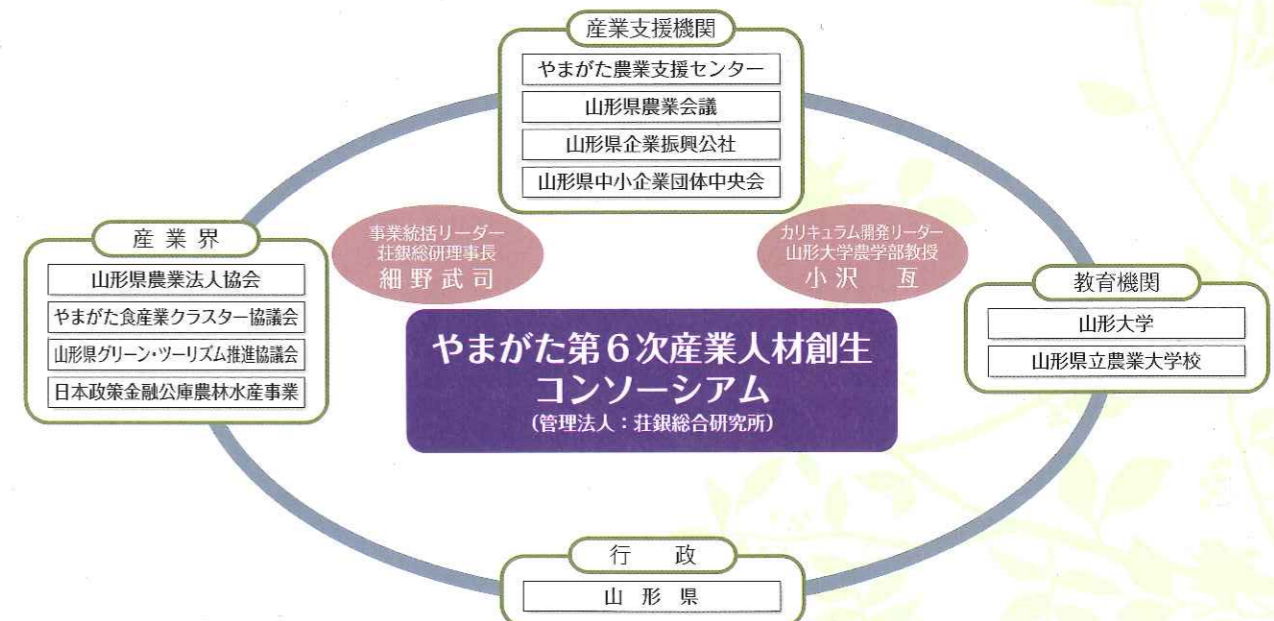 産業支援機関
やまがた農業支援センター
山形県農業会議
山形県企業振興公社
山形県中小企業団体中央会
産業界
山形県農業法人協会
やまがた食産業クラスター協議会
山形県グリーン・ツーリズム推進協議会
日本政策金融公庫農林水産事業
事業統括リーダー
荘銀総研理事長
細野武司
カリキュラム開発リーダー
山形大学農学部教授
小沢 亙
教育機関
山形大学
山形県立農業大学校
やまがた第6次産業人材創生
コンソーシアム
(管理法人:荘銀総合研究所)
行 政
山 形 県